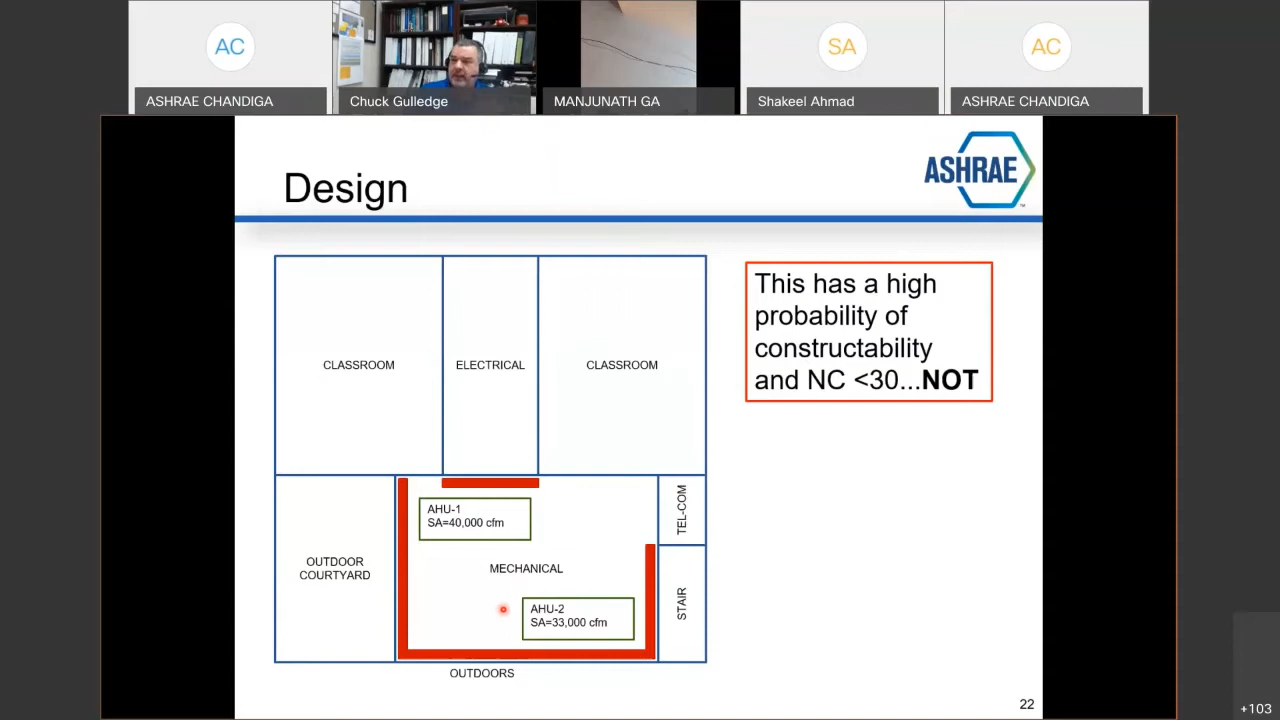 AC
SA
AC
ASHRAE CHANDIGA
Chuck Gulledge
MANJUNATH GA
Shakeel Ahmad
ASHRAE CHANDIGA
Design
ASHRAE
TM
This has a high
probability of
constructability
and NC <30...NOT
CLASSROOM
ELECTRICAL
CLASSROOM
AHU-1
SA=40,000 cfm
TEL-COM
OUTDOOR
COURTYARD
MECHANICAL
AHU-2
SA=33,000 cfm
STAIR
OUTDOORS
22
+103